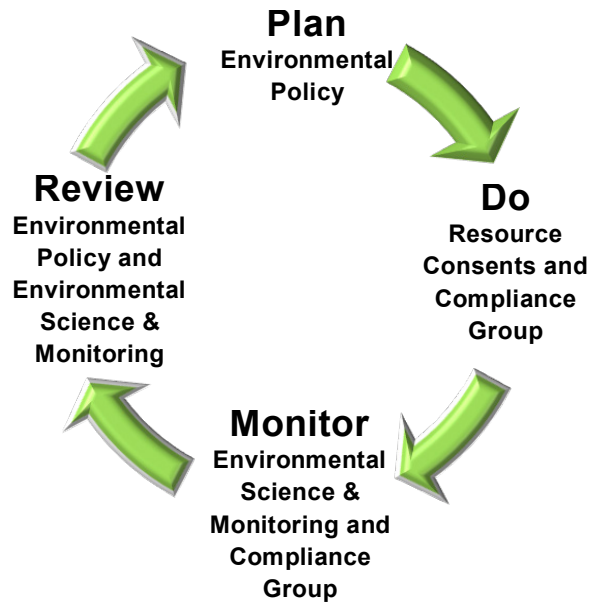 Plan
Environmental
Policy
Do
Resource
Consents and
Compliance
Group
Monitor
Environmental
Science &
Monitoring and
Compliance
Group
Review
Environmental
Policy and
Environmental
Science &
Monitoring